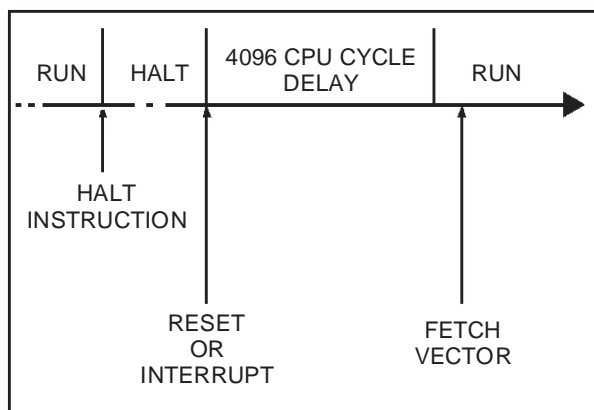 RUN
HALT
4096 CPU CYCLE
DELAY
RUN
HALT
INSTRUCTION
RESET
OR
INTERRUPT
FETCH
VECTOR